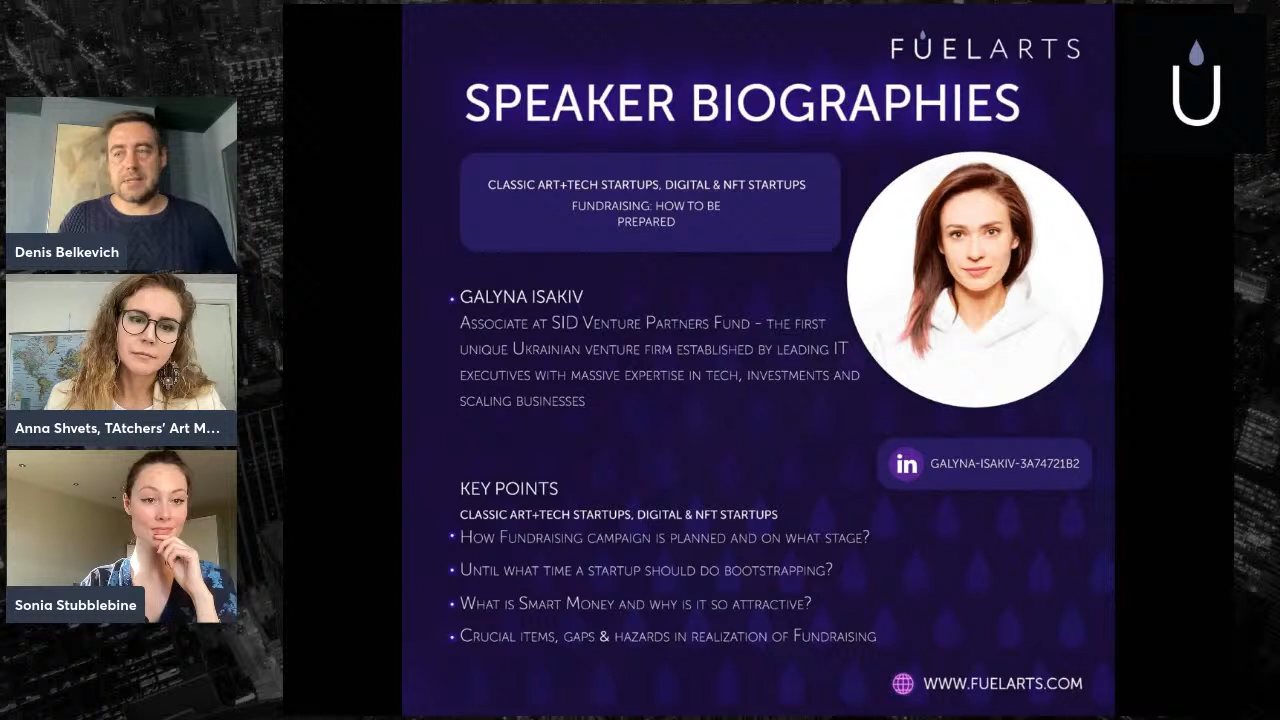 FUELARTS
SPEAKER BIOGRAPHIES
CLASSIC ART+TECH STARTUPS, DIGITAL & NFT STARTUPS
FUNDRAISING: HOW TO BE
PREPARED
GALYNA ISAKIV
ASSOCIATE AT SID VENTURE PARTNERS FUND – THE FIRST
UNIQUE UKRAINIAN VENTURE FIRM ESTABLISHED BY LEADING IT
EXECUTIVES WITH MASSIVE EXPERTISE IN TECH, INVESTMENTS AND
SCALING BUSINESSES
in GALYNA-ISAKIV-3A74721B2
KEY POINTS
CLASSIC ART+TECH STARTUPS, DIGITAL & NFT STARTUPS
• HOW FUNDRAISING CAMPAIGN IS PLANNED AND ON WHAT STAGE?
• UNTIL WHAT TIME A STARTUP SHOULD DO BOOTSTRAPPING?
• WHAT IS SMART MONEY AND WHY IS IT SO ATTRACTIVE?
• CRUCIAL ITEMS, GAPS & HAZARDS IN REALIZATION OF FUNDRAISING
WWW.FUELARTS.COM
Denis Belkevich
Anna Shvets, TAtchers' Art M...
Sonia Stubblebine
U